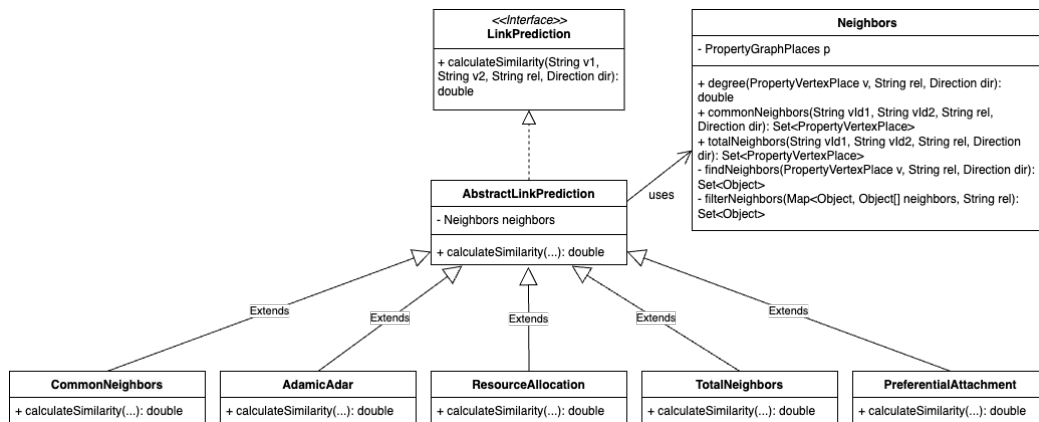 <<Interface>>
LinkPrediction
+ calculateSimilarity(String v1,
String v2, String rel, Direction dir):
double
Neighbors
- PropertyGraphPlaces p
+ degree(PropertyVertexPlace v, String rel, Direction dir):
double
+ commonNeighbors(String vId1, String vId2, String rel,
Direction dir): Set<PropertyVertexPlace>
+ totalNeighbors(String vId1, String vId2, String rel, Direction
dir): Set<PropertyVertexPlace>
- findNeighbors(PropertyVertexPlace v, String rel, Direction dir):
Set<Object>
- filterNeighbors(Map<Object, Object[] neighbors, String rel):
Set<Object>
AbstractLinkPrediction
- Neighbors neighbors
+ calculateSimilarity(...): double
uses
Extends
Extends
Extends
Extends
Extends
CommonNeighbors
+ calculateSimilarity(...): double
AdamicAdar
+ calculateSimilarity(...): double
ResourceAllocation
+ calculateSimilarity(...): double
TotalNeighbors
+ calculateSimilarity(...): double
PreferentialAttachment
+ calculateSimilarity(...): double